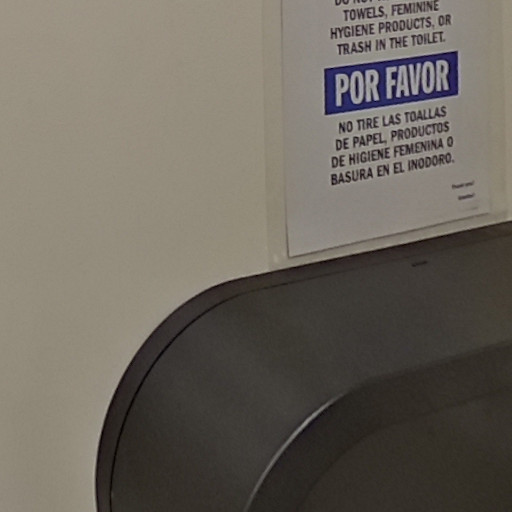 TOWELS, FEMININE
HYGIENE PRODUCTS, OR
TRASH IN THE TOILET.
POR FAVOR
NO TIRE LAS TOALLAS
DE PAPEL, PRODUCTOS
DE HIGIENE FEMENINA O
BASURA EN EL INODORO.